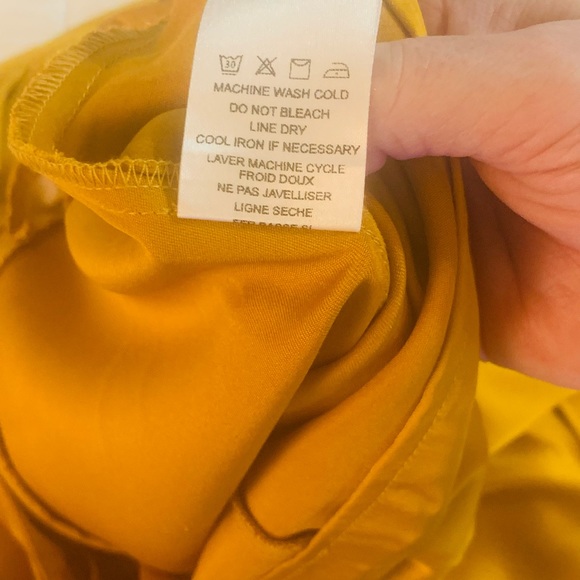 30
MACHINE WASH COLD
DO NOT BLEACH
LINE DRY
COOL IRON IF NECESSARY
LAVER MACHINE CYCLE
FROID DOUX
NE PAS JAVELLISER
LIGNE SECHE